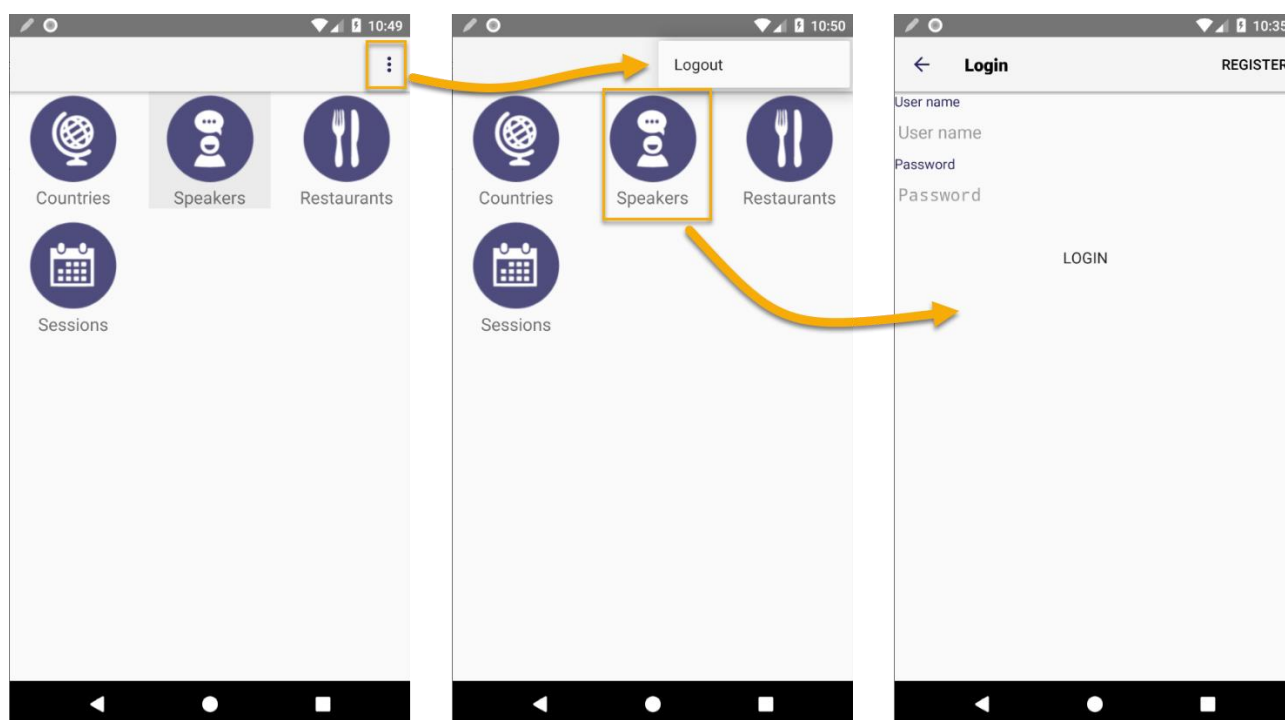 10:49
Countries Speakers Restaurants
Sessions
10:50
Logout
Countries Speakers Restaurants
Sessions
10:35
Login REGISTER
User name
User name
Password
Password
LOGIN